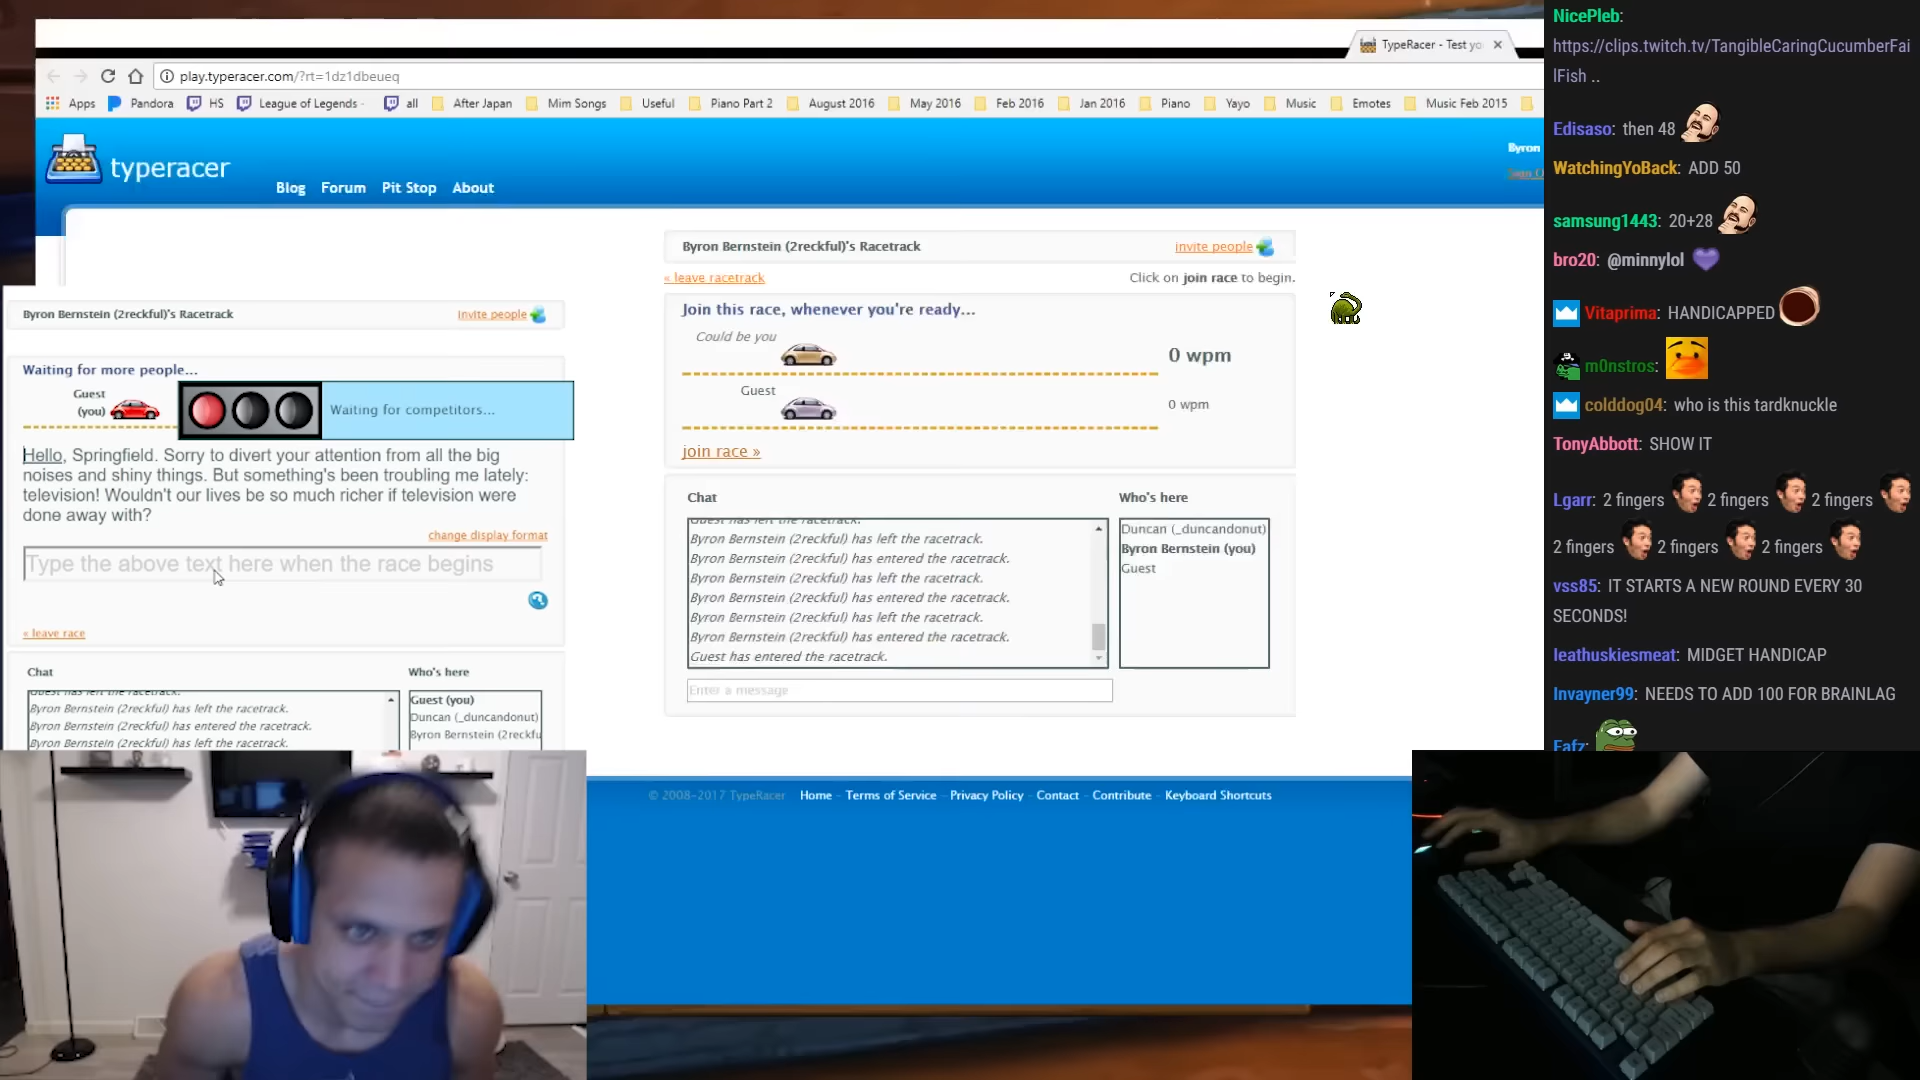 TypeRacer - Test yo
play.typeracer.com/?rt=1dz1dbeueq
Apps Pandora HS League of Legends - all After Japan Mim Songs Useful Piano Part 2 August 2016 May 2016 Feb 2016 Jan 2016 Piano Yayo Music Emotes Music Feb 2015
typeracer
Blog Forum Pit Stop About
Byron
Byron Bernstein (2reckful)'s Racetrack
invite people
« leave racetrack
Click on join race to begin.
Join this race, whenever you're ready...
Could be you
0 wpm
Guest
0 wpm
join race »
Chat
Who's here
Guest has left the racetrack.
Byron Bernstein (2reckful) has left the racetrack.
Byron Bernstein (2reckful) has entered the racetrack.
Byron Bernstein (2reckful) has left the racetrack.
Byron Bernstein (2reckful) has entered the racetrack.
Byron Bernstein (2reckful) has left the racetrack.
Byron Bernstein (2reckful) has entered the racetrack.
Guest has entered the racetrack.
Duncan (_duncandonut)
Byron Bernstein (you)
Guest
Enter a message
Byron Bernstein (2reckful)'s Racetrack
invite people
Waiting for more people...
Guest
(you)
Waiting for competitors...
Hello, Springfield. Sorry to divert your attention from all the big
noises and shiny things. But something's been troubling me lately:
television! Wouldn't our lives be so much richer if television were
done away with?
change display format
Type the above text here when the race begins
« leave race
Chat
Who's here
Guest has left the racetrack.
Byron Bernstein (2reckful) has left the racetrack.
Byron Bernstein (2reckful) has entered the racetrack.
Byron Bernstein (2reckful) has left the racetrack.
Guest (you)
Duncan (_duncandonut)
Byron Bernstein (2reckfu
© 2008-2017 TypeRacer Home - Terms of Service - Privacy Policy - Contact - Contribute - Keyboard Shortcuts
NicePleb:
https://clips.twitch.tv/TangibleCaringCucumberFai
lFish ..
Edisaso: then 48
WatchingYoBack: ADD 50
samsung1443: 20+28
bro20: @minnylol
Vitaprima: HANDICAPPED
m0nstros:
colddog04: who is this tardknuckle
TonyAbbott: SHOW IT
Lgarr: 2 fingers 2 fingers 2 fingers
2 fingers 2 fingers 2 fingers
vss85: IT STARTS A NEW ROUND EVERY 30
SECONDS!
leathuskiesmeat: MIDGET HANDICAP
Invayner99: NEEDS TO ADD 100 FOR BRAINLAG
Fafz: